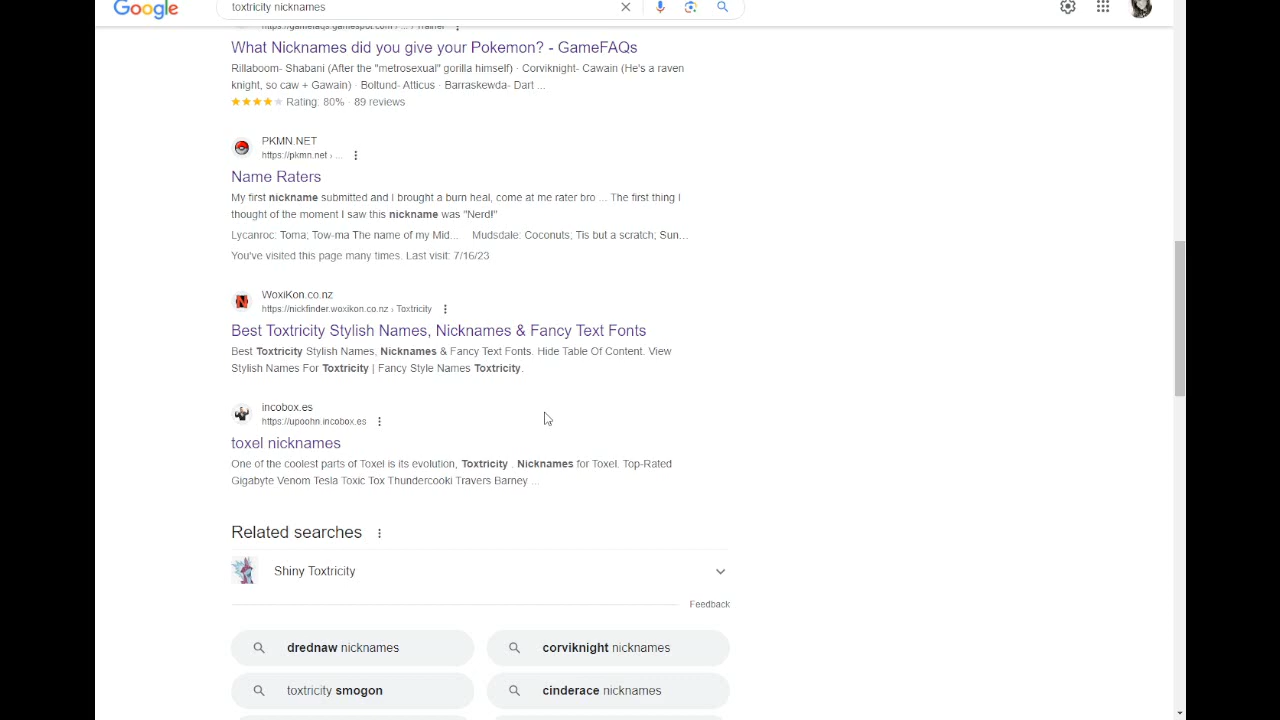 Google
toxtricity nicknames
https://gamefaqs.gamespot.com › ... › Trainer
What Nicknames did you give your Pokemon? - GameFAQs
Rillaboom- Shabani (After the "metrosexual" gorilla himself) · Corviknight- Cawain (He's a raven
knight, so caw + Gawain) · Boltund- Atticus · Barraskewda- Dart ...
Rating: 80% · 89 reviews
PKMN.NET
https://pkmn.net › ...
Name Raters
My first nickname submitted and I brought a burn heal, come at me rater bro ... The first thing I
thought of the moment I saw this nickname was "Nerd!"
Lycanroc: Toma; Tow-ma The name of my Mid... Mudsdale: Coconuts; Tis but a scratch; Sun...
You've visited this page many times. Last visit: 7/16/23
WoxiKon.co.nz
https://nickfinder.woxikon.co.nz › Toxtricity
Best Toxtricity Stylish Names, Nicknames & Fancy Text Fonts
Best Toxtricity Stylish Names, Nicknames & Fancy Text Fonts. Hide Table Of Content. View
Stylish Names For Toxtricity | Fancy Style Names Toxtricity.
incobox.es
https://upoohn.incobox.es
toxel nicknames
One of the coolest parts of Toxel is its evolution, Toxtricity . Nicknames for Toxel. Top-Rated
Gigabyte Venom Tesla Toxic Tox Thundercooki Travers Barney ...
Related searches
Shiny Toxtricity
Feedback
drednaw nicknames
corviknight nicknames
toxtricity smogon
cinderace nicknames